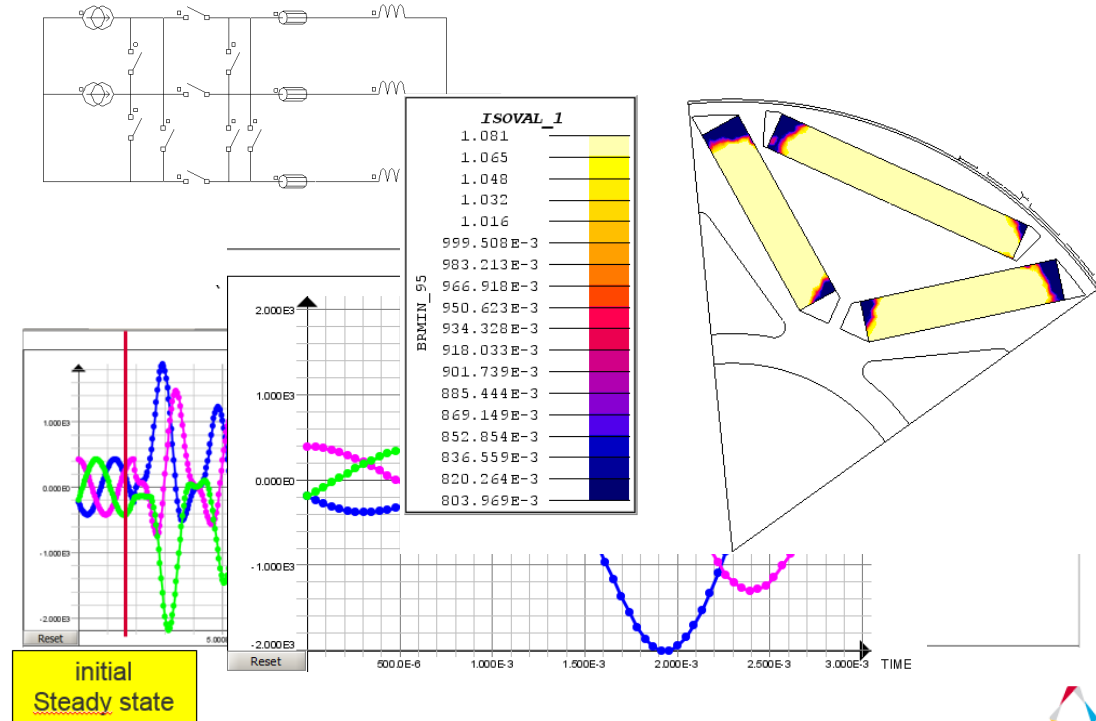 ISOVAL_1
1.081
1.065
1.048
1.032
1.016
999.508E-3
983.213E-3
966.918E-3
950.623E-3
934.328E-3
918.033E-3
901.739E-3
885.444E-3
869.149E-3
852.854E-3
836.559E-3
820.264E-3
803.969E-3
BRMIN_95
2.000E3
1.000E3
0.000E0
-1.000E3
-2.000E3
Reset
500.0E-6
1.000E-3
1.500E-3
2.000E-3
2.500E-3
3.000E-3
TIME
1.000E3
0.000E0
-1.000E3
-2.000E3
Reset
initial
Steady state